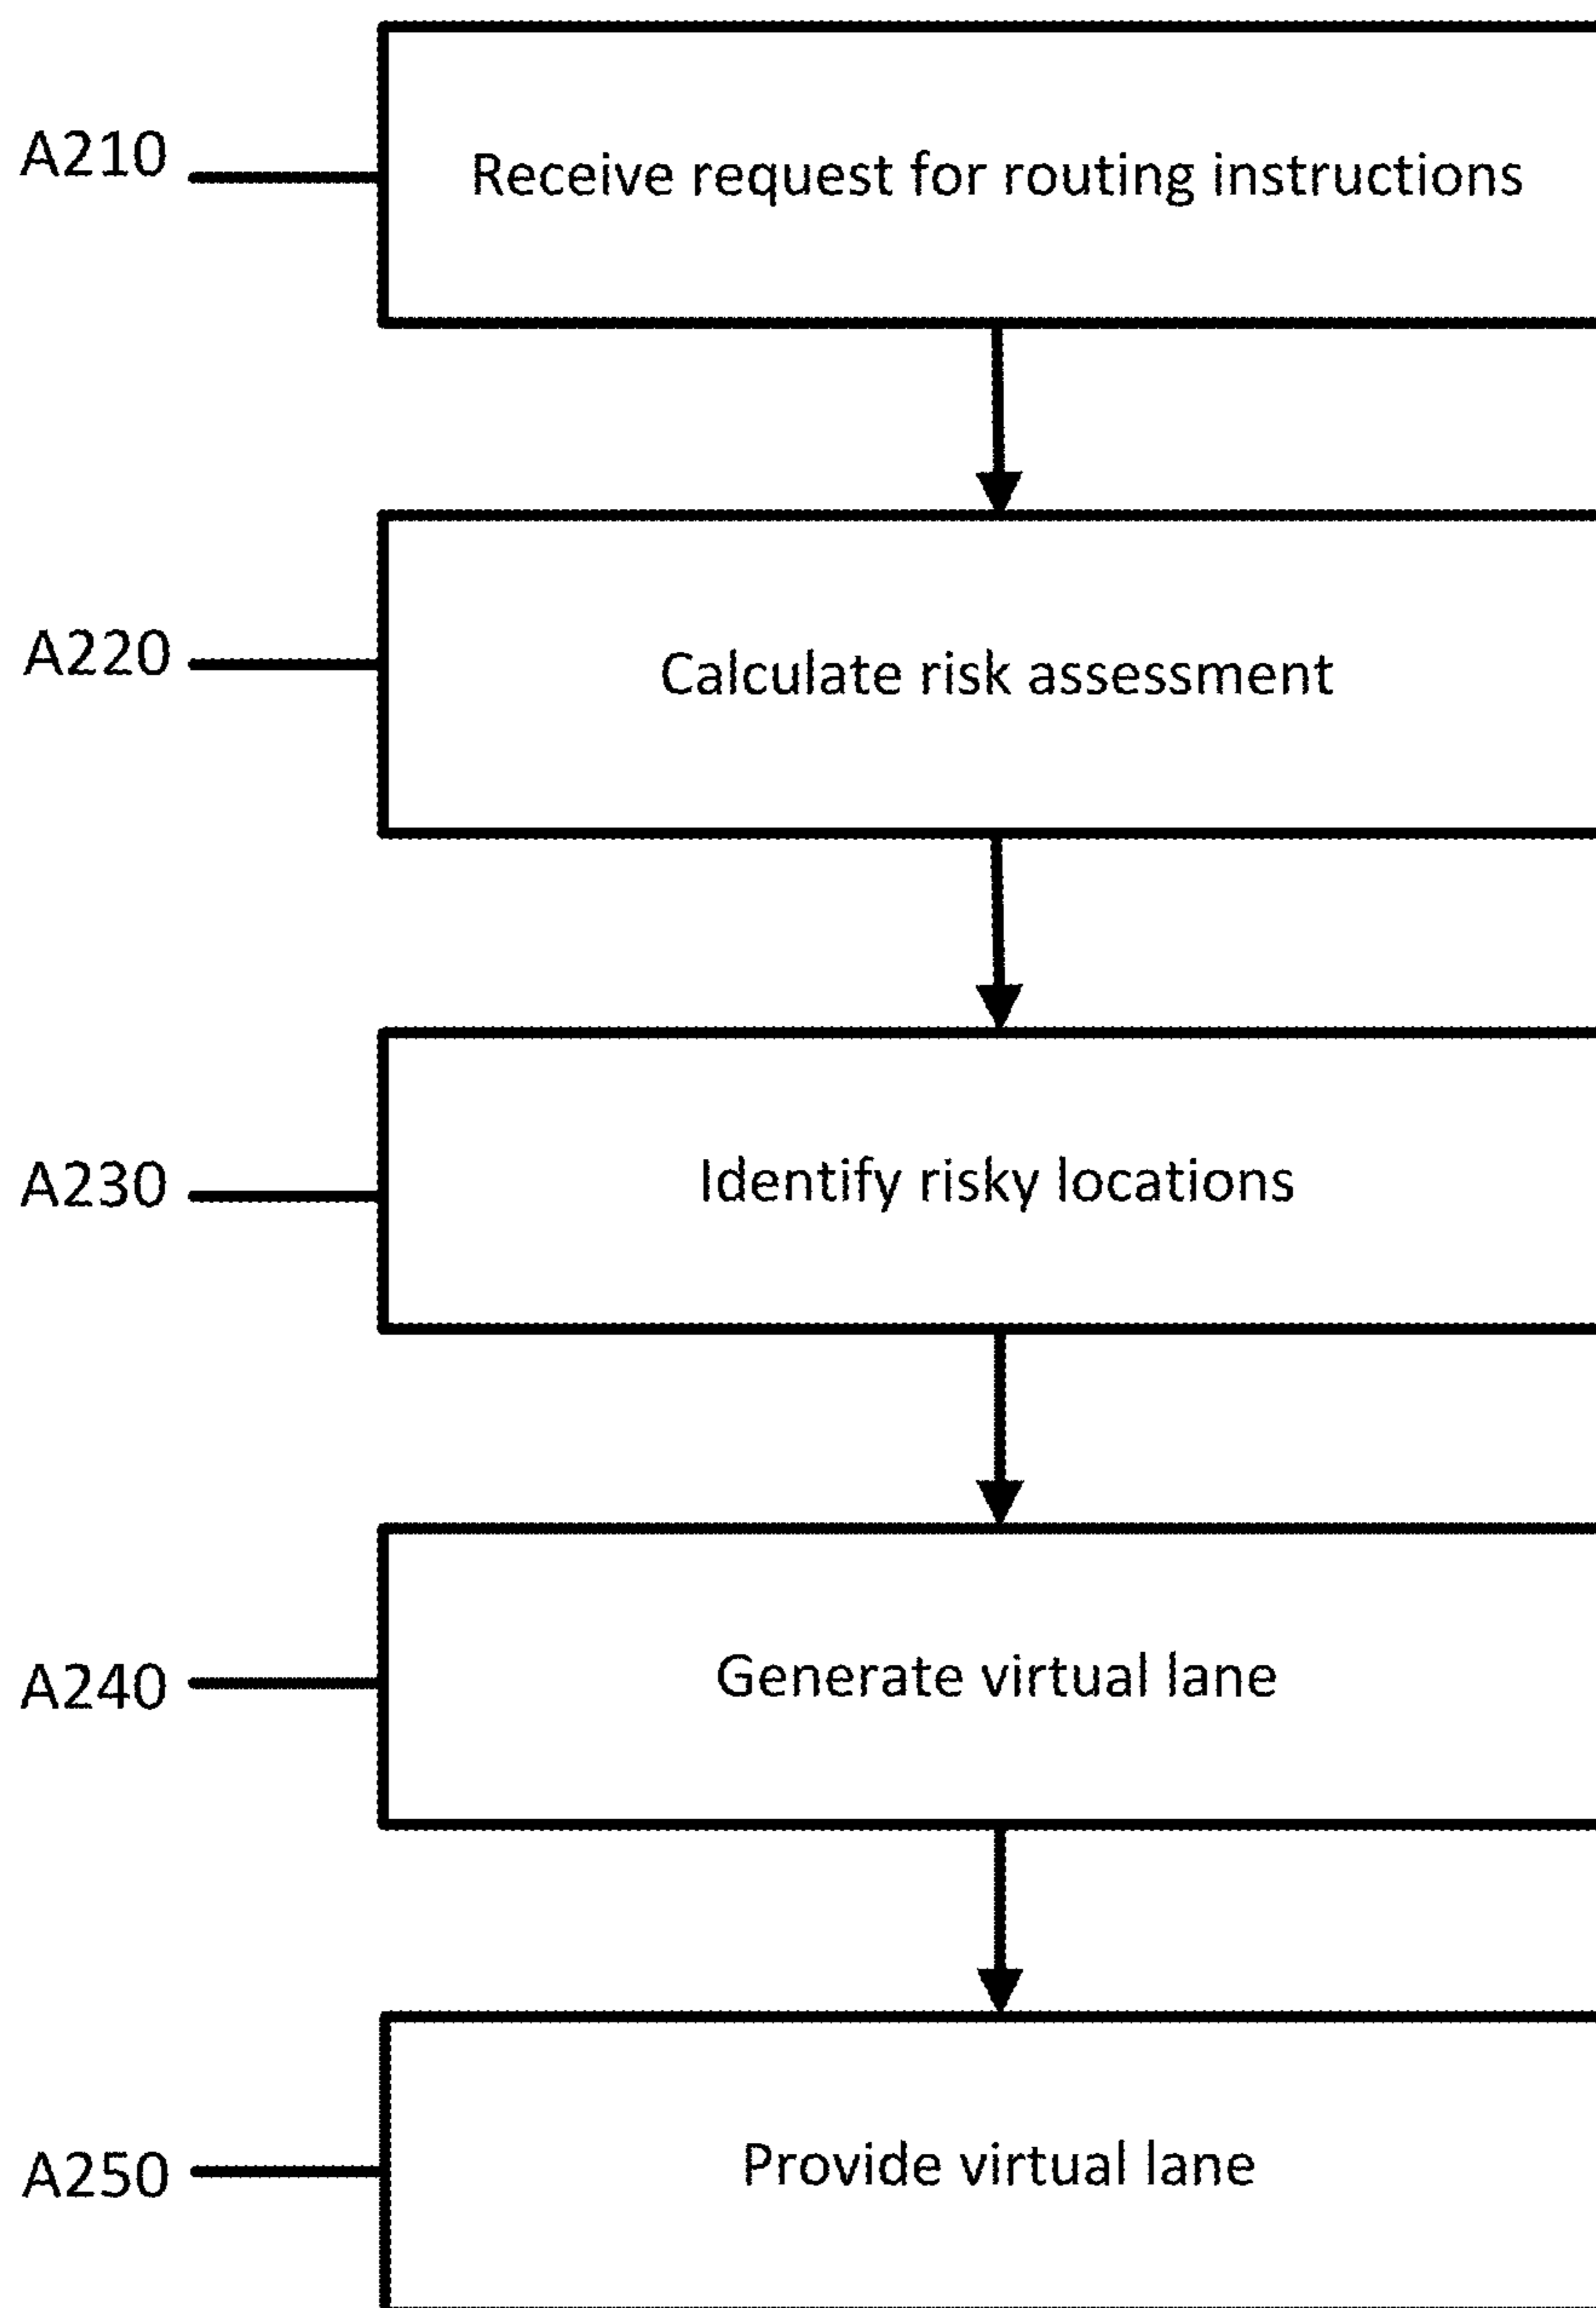 A210
Receive request for routing instructions
A220
Calculate risk assessment
A230
Identify risky locations
A240
Generate virtual lane
A250
Provide virtual lane